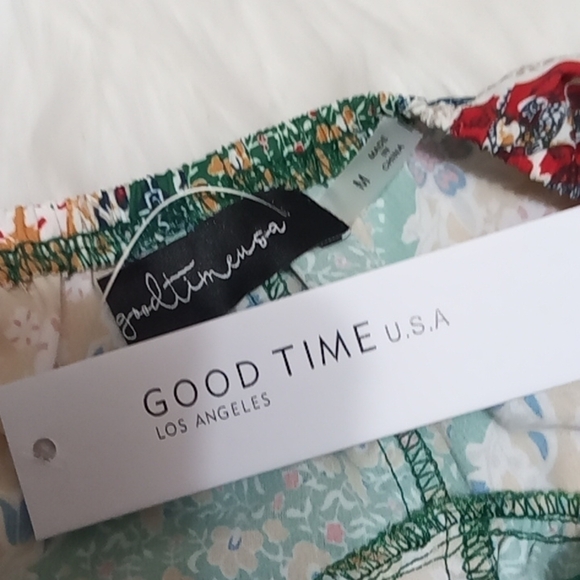 M
MADE
IN
CHINA
goodtimeusa
GOOD TIME U.S.A
LOS ANGELES